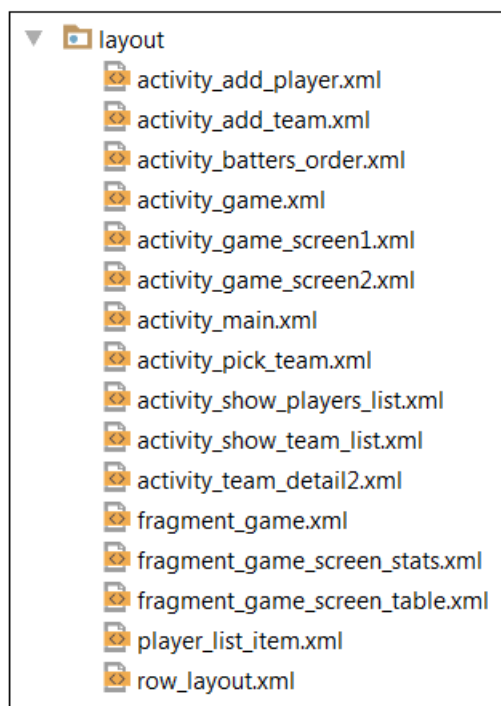 layout
activity_add_player.xml
activity_add_team.xml
activity_batters_order.xml
activity_game.xml
activity_game_screen1.xml
activity_game_screen2.xml
activity_main.xml
activity_pick_team.xml
activity_show_players_list.xml
activity_show_team_list.xml
activity_team_detail2.xml
fragment_game.xml
fragment_game_screen_stats.xml
fragment_game_screen_table.xml
player_list_item.xml
row_layout.xml